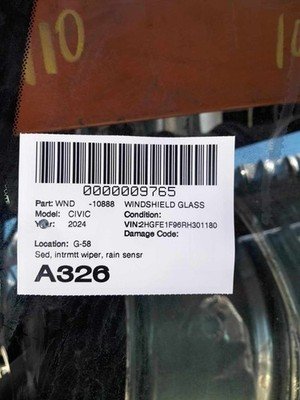 110
0000009765
Part: WND -10888 WINDSHIELD GLASS
Model: CIVIC Condition:
Year: 2024 VIN:2HGFE1F96RH301180
Damage Code:
Location: G-58
Sed, intrmtt wiper, rain sensr
A326